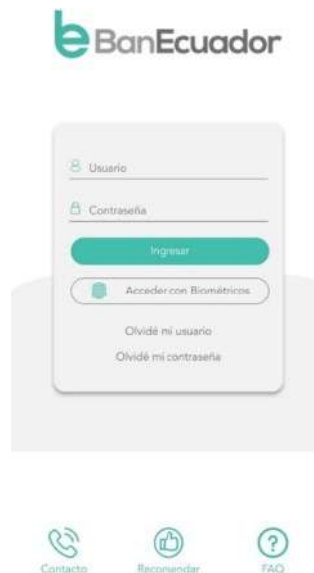 BanEcuador
Usuario
Contraseña
Ingresar
Acceder con Biométricos
Olvidé mi usuario
Olvidé mi contraseña
Contacto Recomendar FAQ